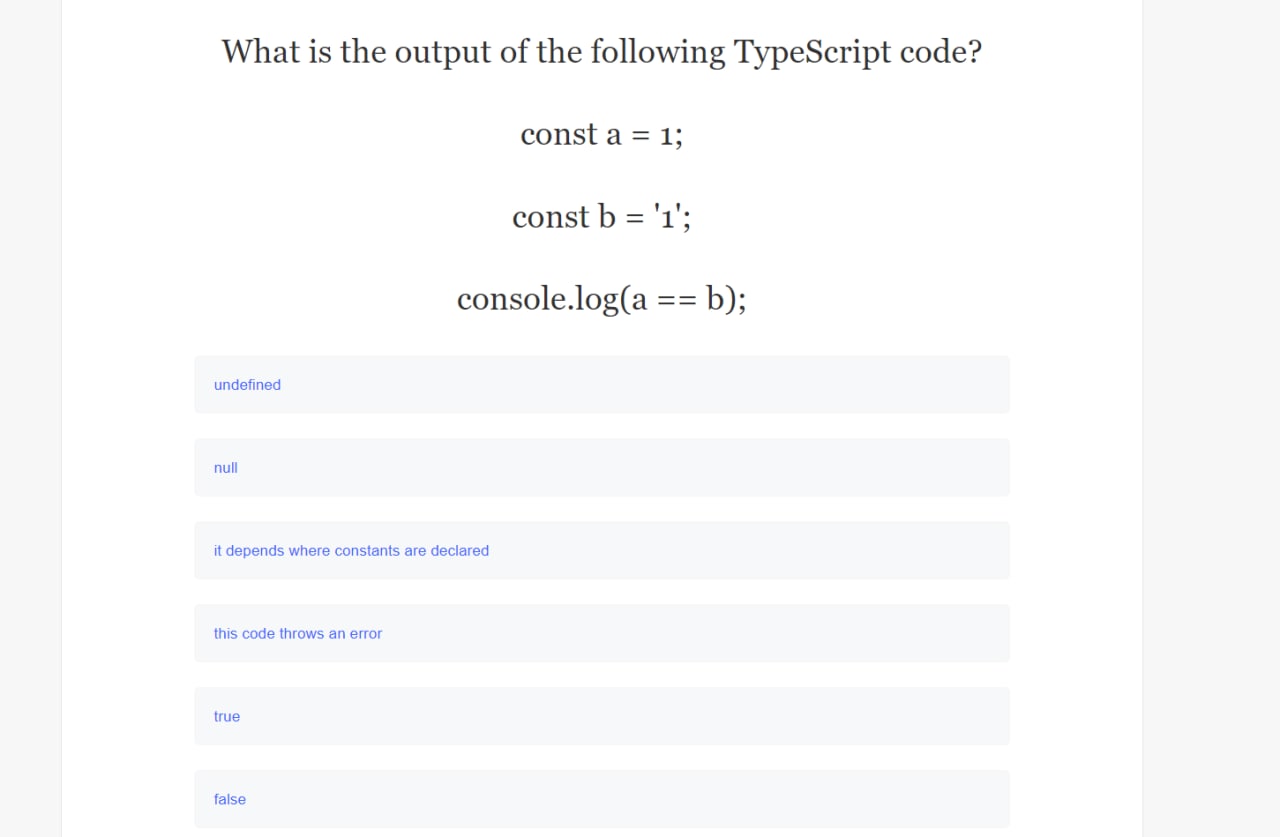 What is the output of the following TypeScript code?
const a = 1;
const b = '1';
console.log(a == b);
undefined
null
it depends where constants are declared
this code throws an error
true
false